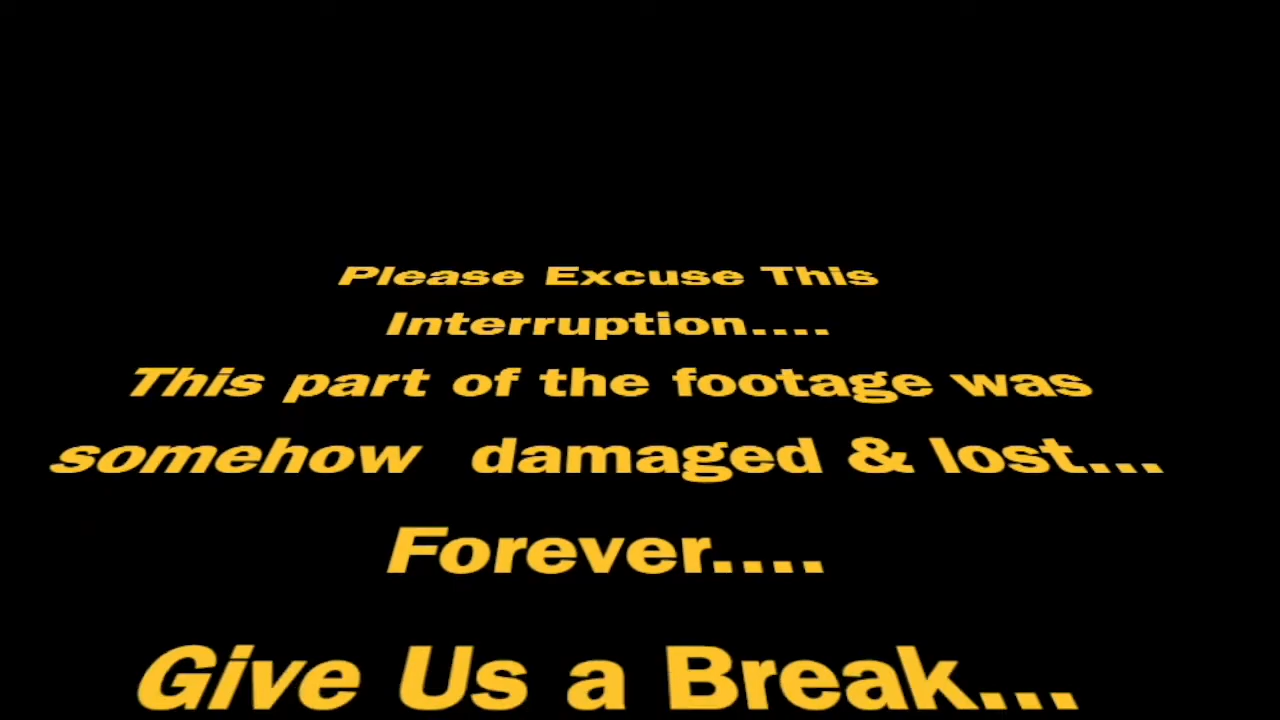 Please Excuse This
Interruption....
This part of the footage was
somehow  damaged & lost...
Forever....
Give Us a Break...